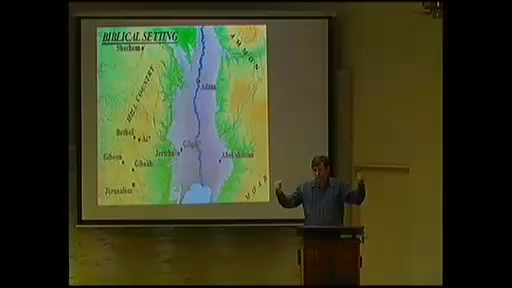 BIBLICAL SETTING
Shechem
AMMON
HILL COUNTRY
Adam
Bethel
Ai?
Jericho
Gilgal?
Gibeon
Gibeah
Abel-shittim
Jerusalem
MOAB